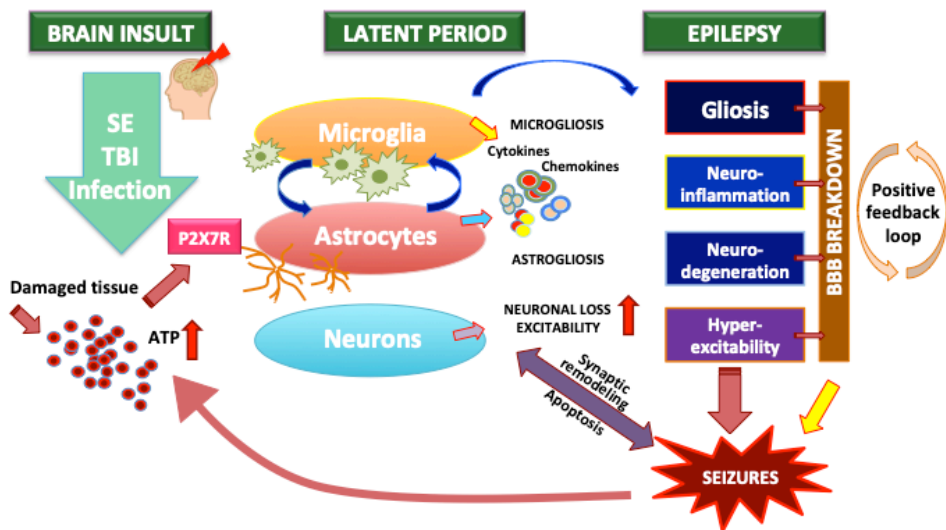 BRAIN INSULT
LATENT PERIOD
EPILEPSY
SE
TBI
Infection
Damaged tissue
ATP
P2X7R
Microglia
Astrocytes
Neurons
MICROGLIOSIS
Cytokines
Chemokines
ASTROGLIOSIS
NEURONAL LOSS
EXCITABILITY
Synaptic
remodeling
Apoptosis
Gliosis
Neuro-
inflammation
Neuro-
degeneration
Hyper-
excitability
BBB BREAKDOWN
Positive
feedback
loop
SEIZURES